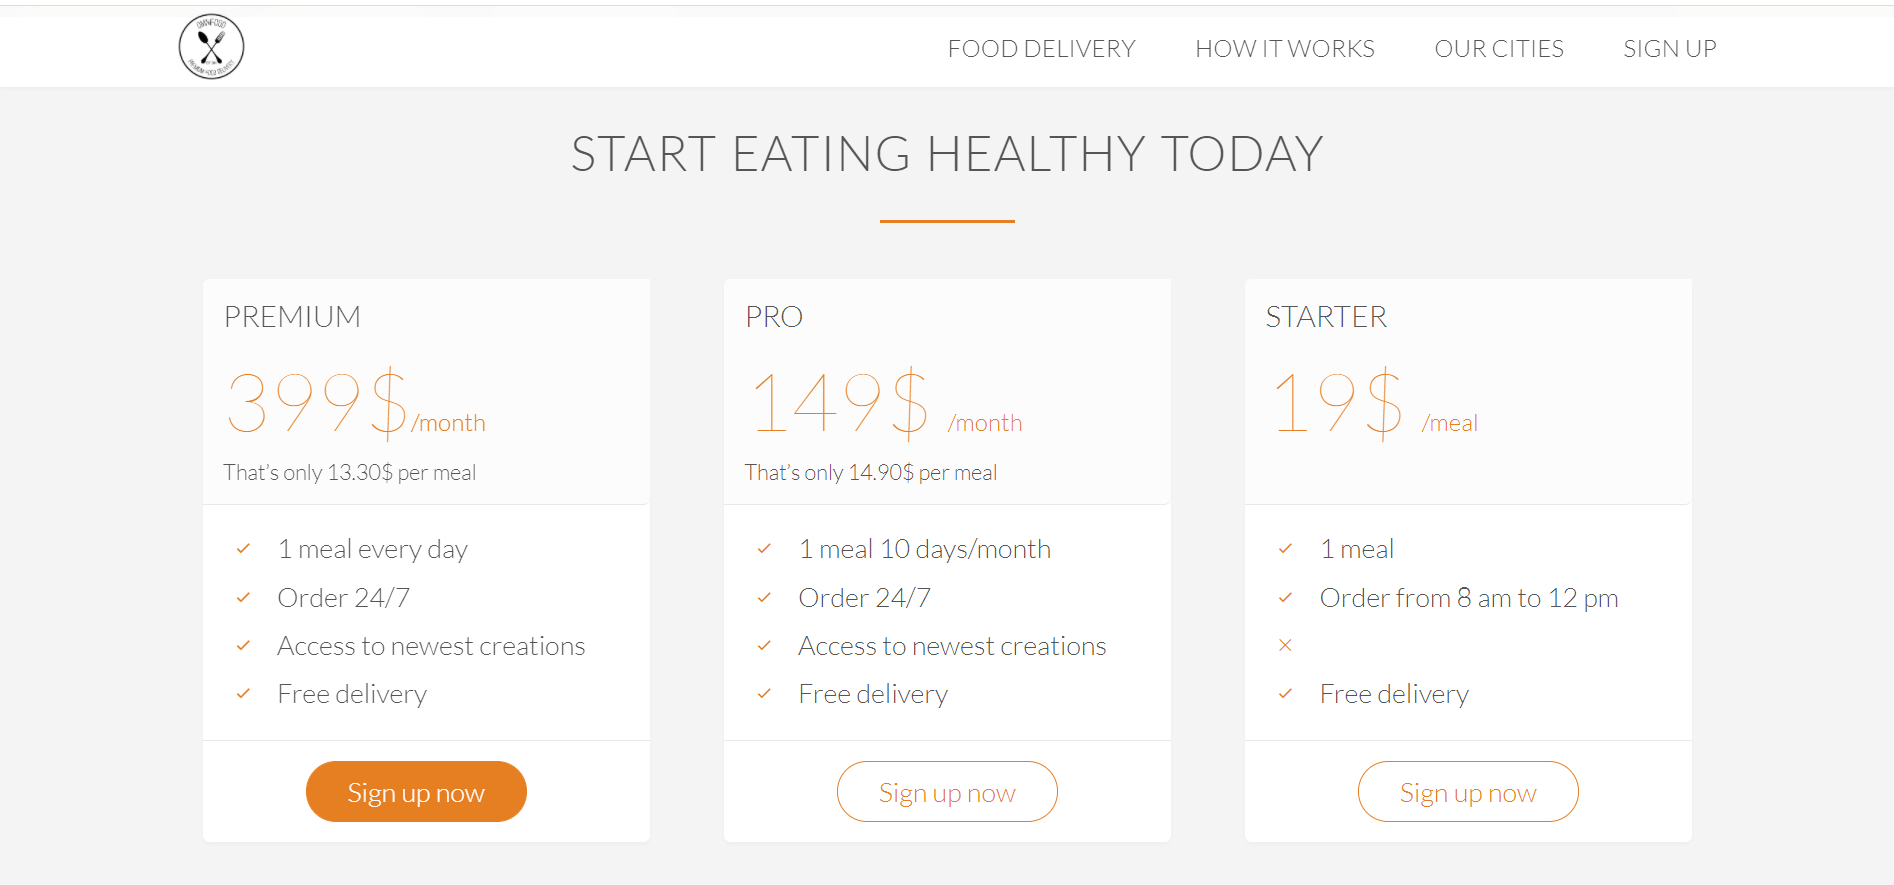 OMNIFOOD
PREMIUM FOOD DELIVERY
FOOD DELIVERY
HOW IT WORKS
OUR CITIES
SIGN UP
START EATING HEALTHY TODAY
PREMIUM
399$/month
That's only 13.30$ per meal
1 meal every day
Order 24/7
Access to newest creations
Free delivery
Sign up now
PRO
149$ /month
That's only 14.90$ per meal
1 meal 10 days/month
Order 24/7
Access to newest creations
Free delivery
Sign up now
STARTER
19$ /meal
1 meal
Order from 8 am to 12 pm
Free delivery
Sign up now